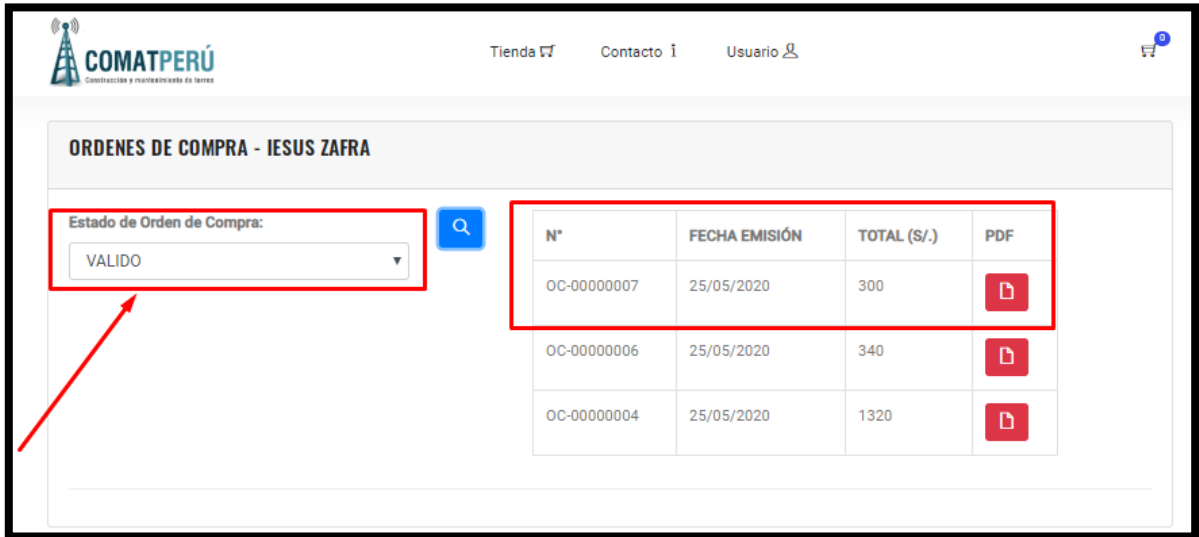 COMATPERÚ
Construcción y mantenimiento de torres
Tienda Contacto Usuario 0
ORDENES DE COMPRA - IESUS ZAFRA
Estado de Orden de Compra:
VALIDO
N° FECHA EMISIÓN TOTAL (S/.) PDF
OC-00000007 25/05/2020 300
OC-00000006 25/05/2020 340
OC-00000004 25/05/2020 1320